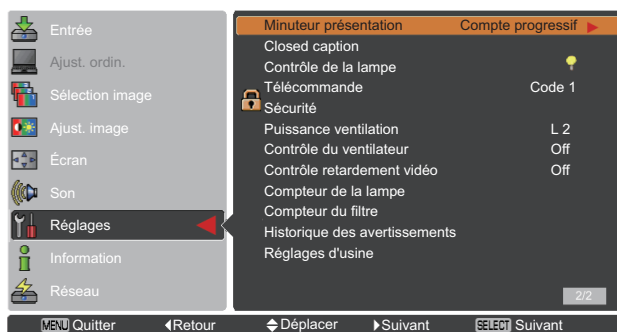 Entrée
Ajust. ordin.
Sélection image
Ajust. image
Écran
Son
Réglages
Information
Réseau
Minuteur présentation Compte progressif
Closed caption
Contrôle de la lampe
Télécommande Code 1
Sécurité
Puissance ventilation L 2
Contrôle du ventilateur Off
Contrôle retardement vidéo Off
Compteur de la lampe
Compteur du filtre
Historique des avertissements
Réglages d'usine
2/2
MENU Quitter Retour Déplacer Suivant SELECT Suivant